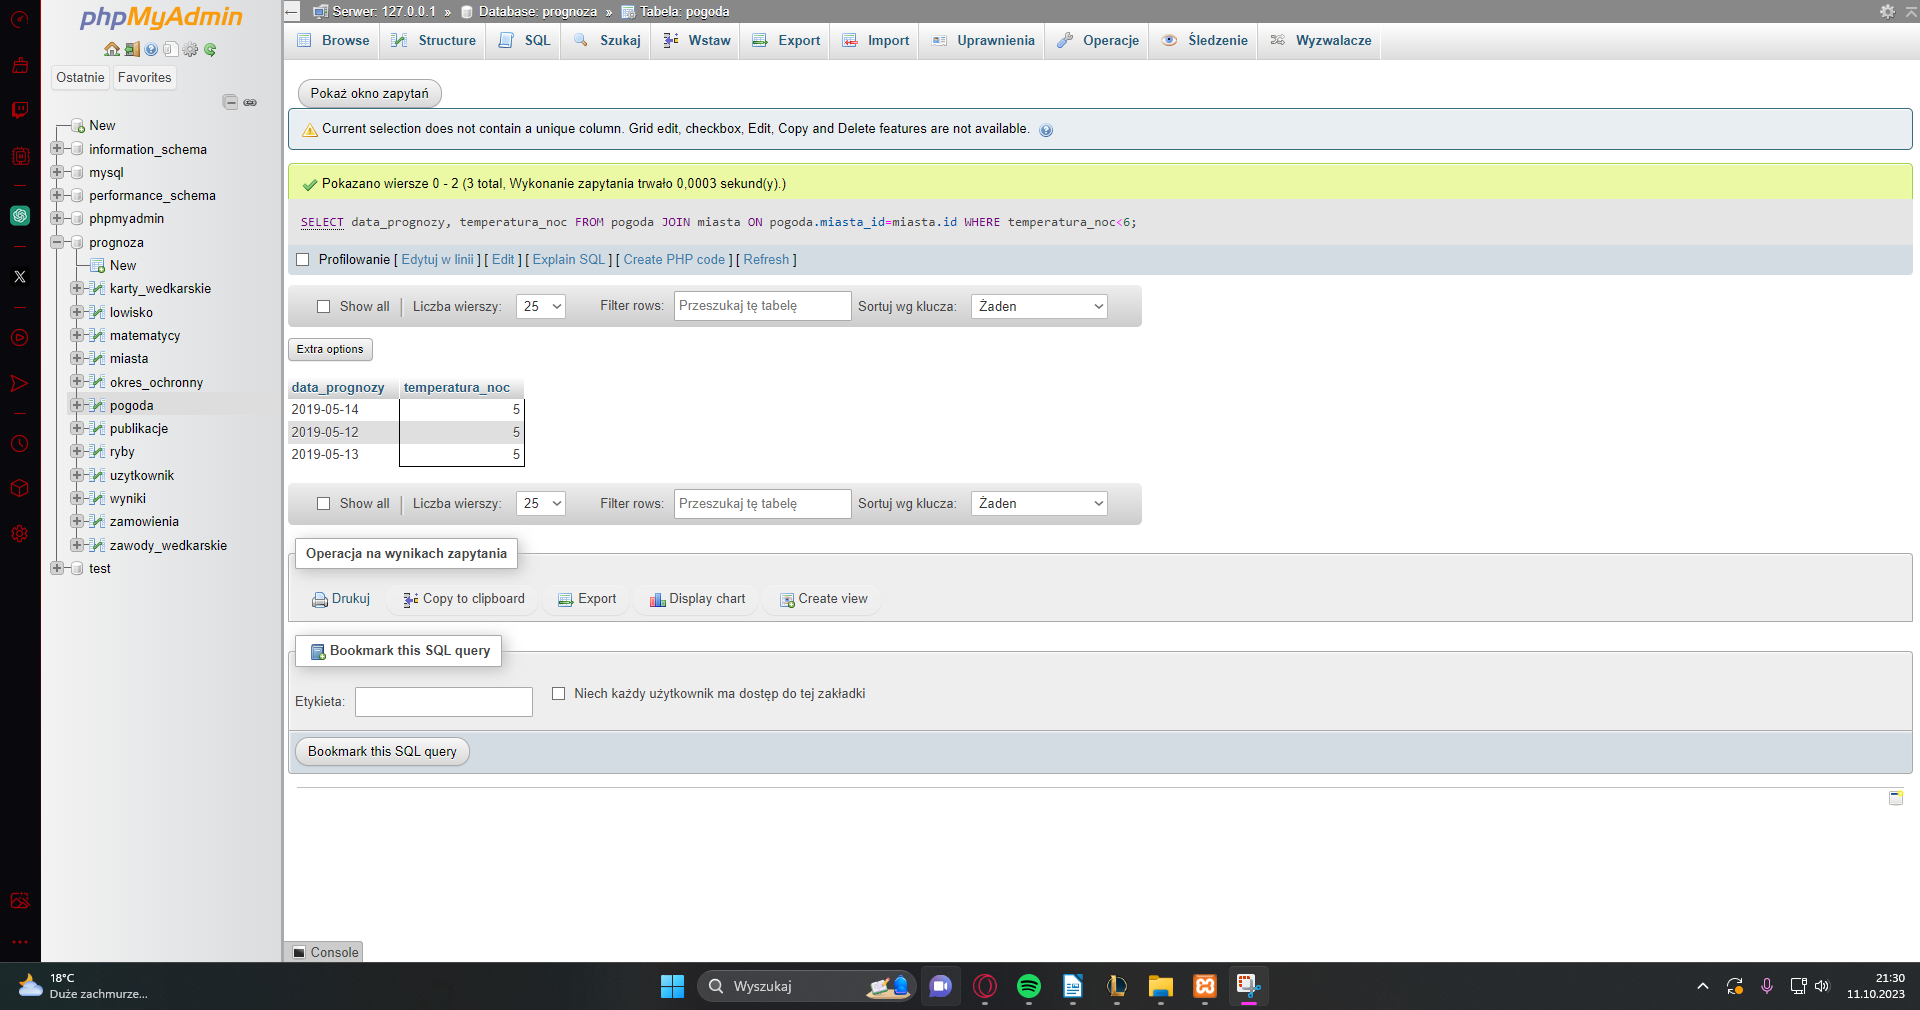 phpMyAdmin
Ostatnie
Favorites
New
information_schema
mysql
performance_schema
phpmyadmin
prognoza
New
karty_wedkarskie
lowisko
matematycy
miasta
okres_ochronny
pogoda
publikacje
ryby
uzytkownik
wyniki
zamowienia
zawody_wedkarskie
test
Serwer: 127.0.0.1 » Database: prognoza » Tabela: pogoda
Browse Structure SQL Szukaj Wstaw Export Import Uprawnienia Operacje Śledzenie Wyzwalacze
Pokaż okno zapytań
Current selection does not contain a unique column. Grid edit, checkbox, Edit, Copy and Delete features are not available.
Pokazano wiersze 0 - 2 (3 total, Wykonanie zapytania trwało 0,0003 sekund(y).)
SELECT data_prognozy, temperatura_noc FROM pogoda JOIN miasta ON pogoda.miasta_id=miasta.id WHERE temperatura_noc<6;
Profilowanie [ Edytuj w linii ] [ Edit ] [ Explain SQL ] [ Create PHP code ] [ Refresh ]
Show all Liczba wierszy: 25 Filter rows: Przeszukaj tę tabelę Sortuj wg klucza: Żaden
Extra options
data_prognozy temperatura_noc
2019-05-14 5
2019-05-12 5
2019-05-13 5
Show all Liczba wierszy: 25 Filter rows: Przeszukaj tę tabelę Sortuj wg klucza: Żaden
Operacja na wynikach zapytania
Drukuj Copy to clipboard Export Display chart Create view
Bookmark this SQL query
Etykieta: Niech każdy użytkownik ma dostęp do tej zakładki
Bookmark this SQL query
Console
18°C
Duże zachmurze...
Wyszukaj
21:30
11.10.2023